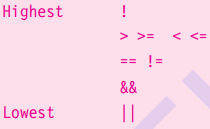 Highest !
> >= < <=
== !=
&&
Lowest ||